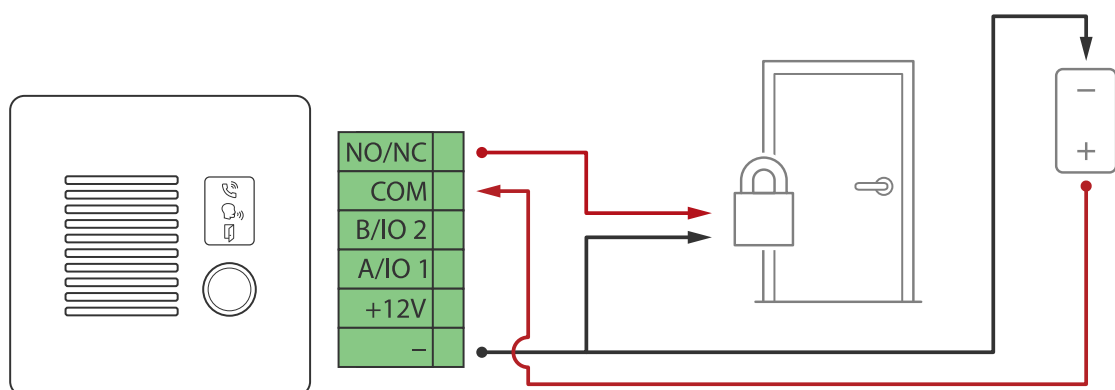 NO/NC
COM
B/IO 2
A/IO 1
+12V
–
−
+